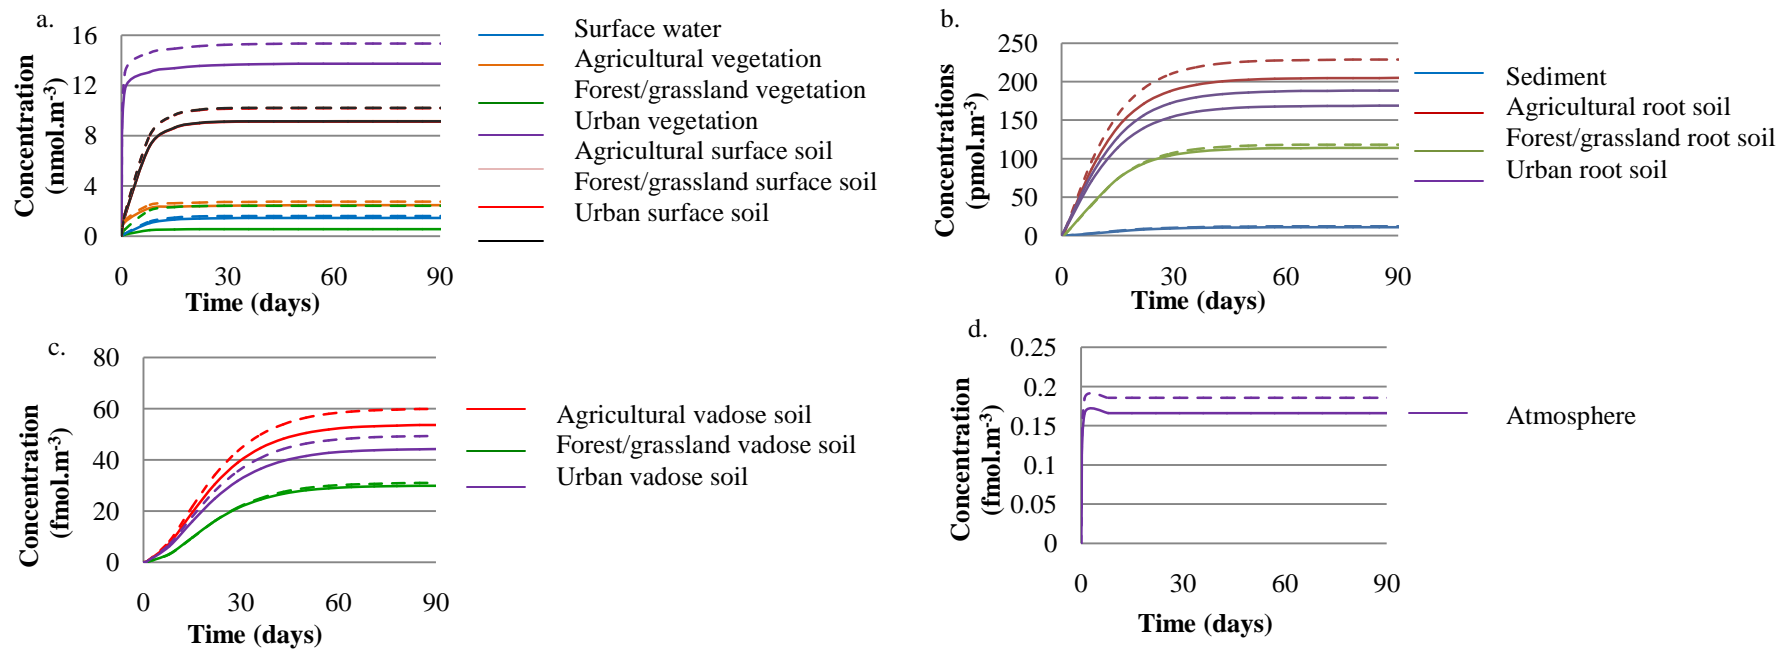 a.
16
12
8
4
0
Concentration
(nmol.m-3)
0 30 60 90
Time (days)
Surface water
Agricultural vegetation
Forest/grassland vegetation
Urban vegetation
Agricultural surface soil
Forest/grassland surface soil
Urban surface soil
b.
250
200
150
100
50
0
Concentrations
(pmol.m-3)
0 30 60 90
Time (days)
Sediment
Agricultural root soil
Forest/grassland root soil
Urban root soil
c.
80
60
40
20
0
Concentration
(fmol.m-3)
0 30 60 90
Time (days)
Agricultural vadose soil
Forest/grassland vadose soil
Urban vadose soil
d.
0.25
0.2
0.15
0.1
0.05
0
Concentration
(fmol.m-3)
0 30 60 90
Time (days)
Atmosphere